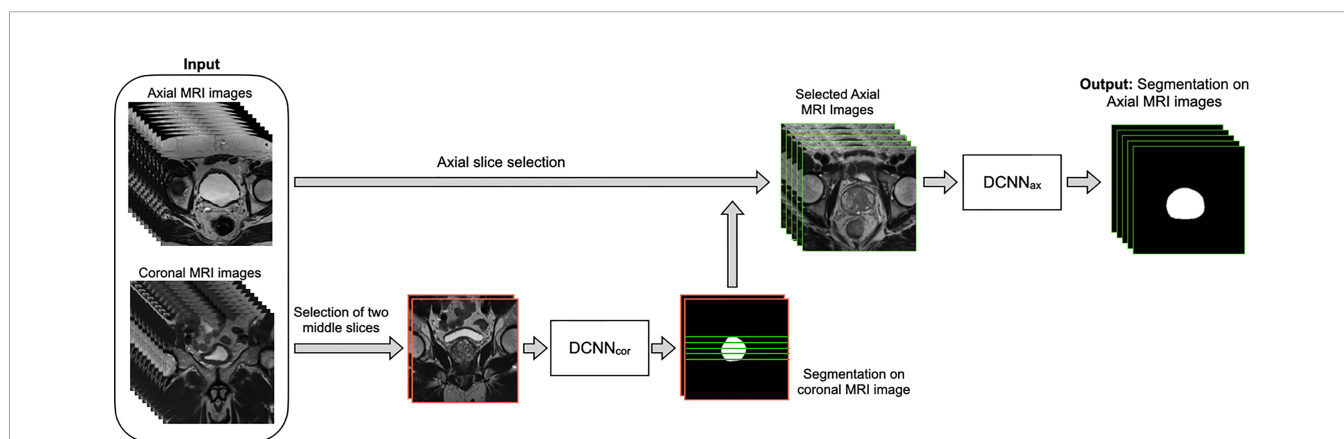 Input
Axial MRI images
Coronal MRI images
Axial slice selection
Selection of two
middle slices
DCNNcor
Segmentation on
coronal MRI image
Selected Axial
MRI Images
DCNNax
Output: Segmentation on
Axial MRI images